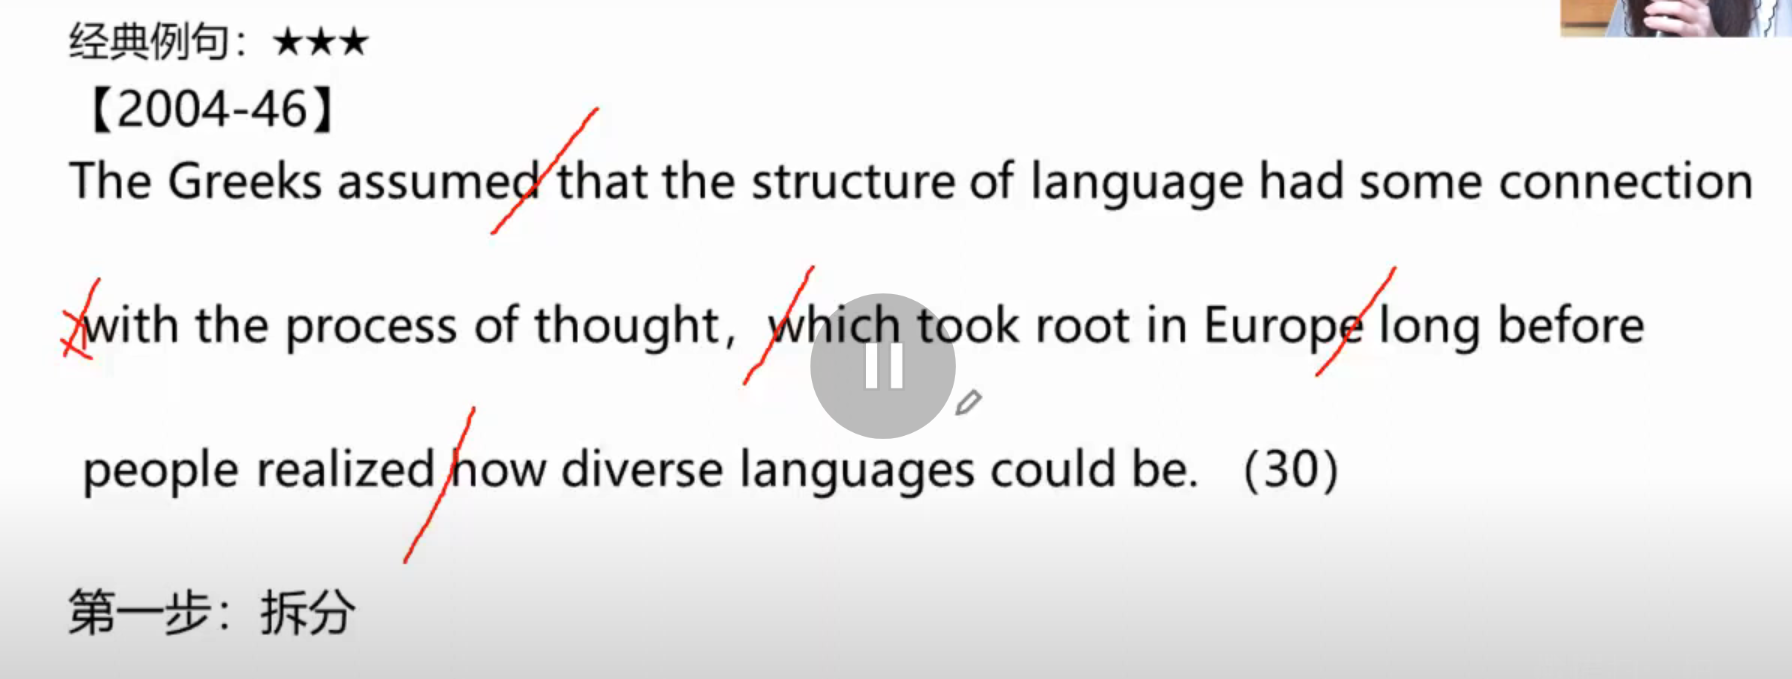 经典例句：★★★
【2004-46】
The Greeks assumed that the structure of language had some connection
with the process of thought，which took root in Europe long before
people realized how diverse languages could be.（30）
第一步：拆分